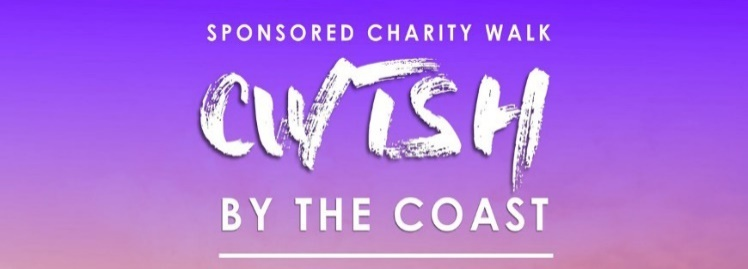 SPONSORED CHARITY WALK
CWTSH
BY THE COAST